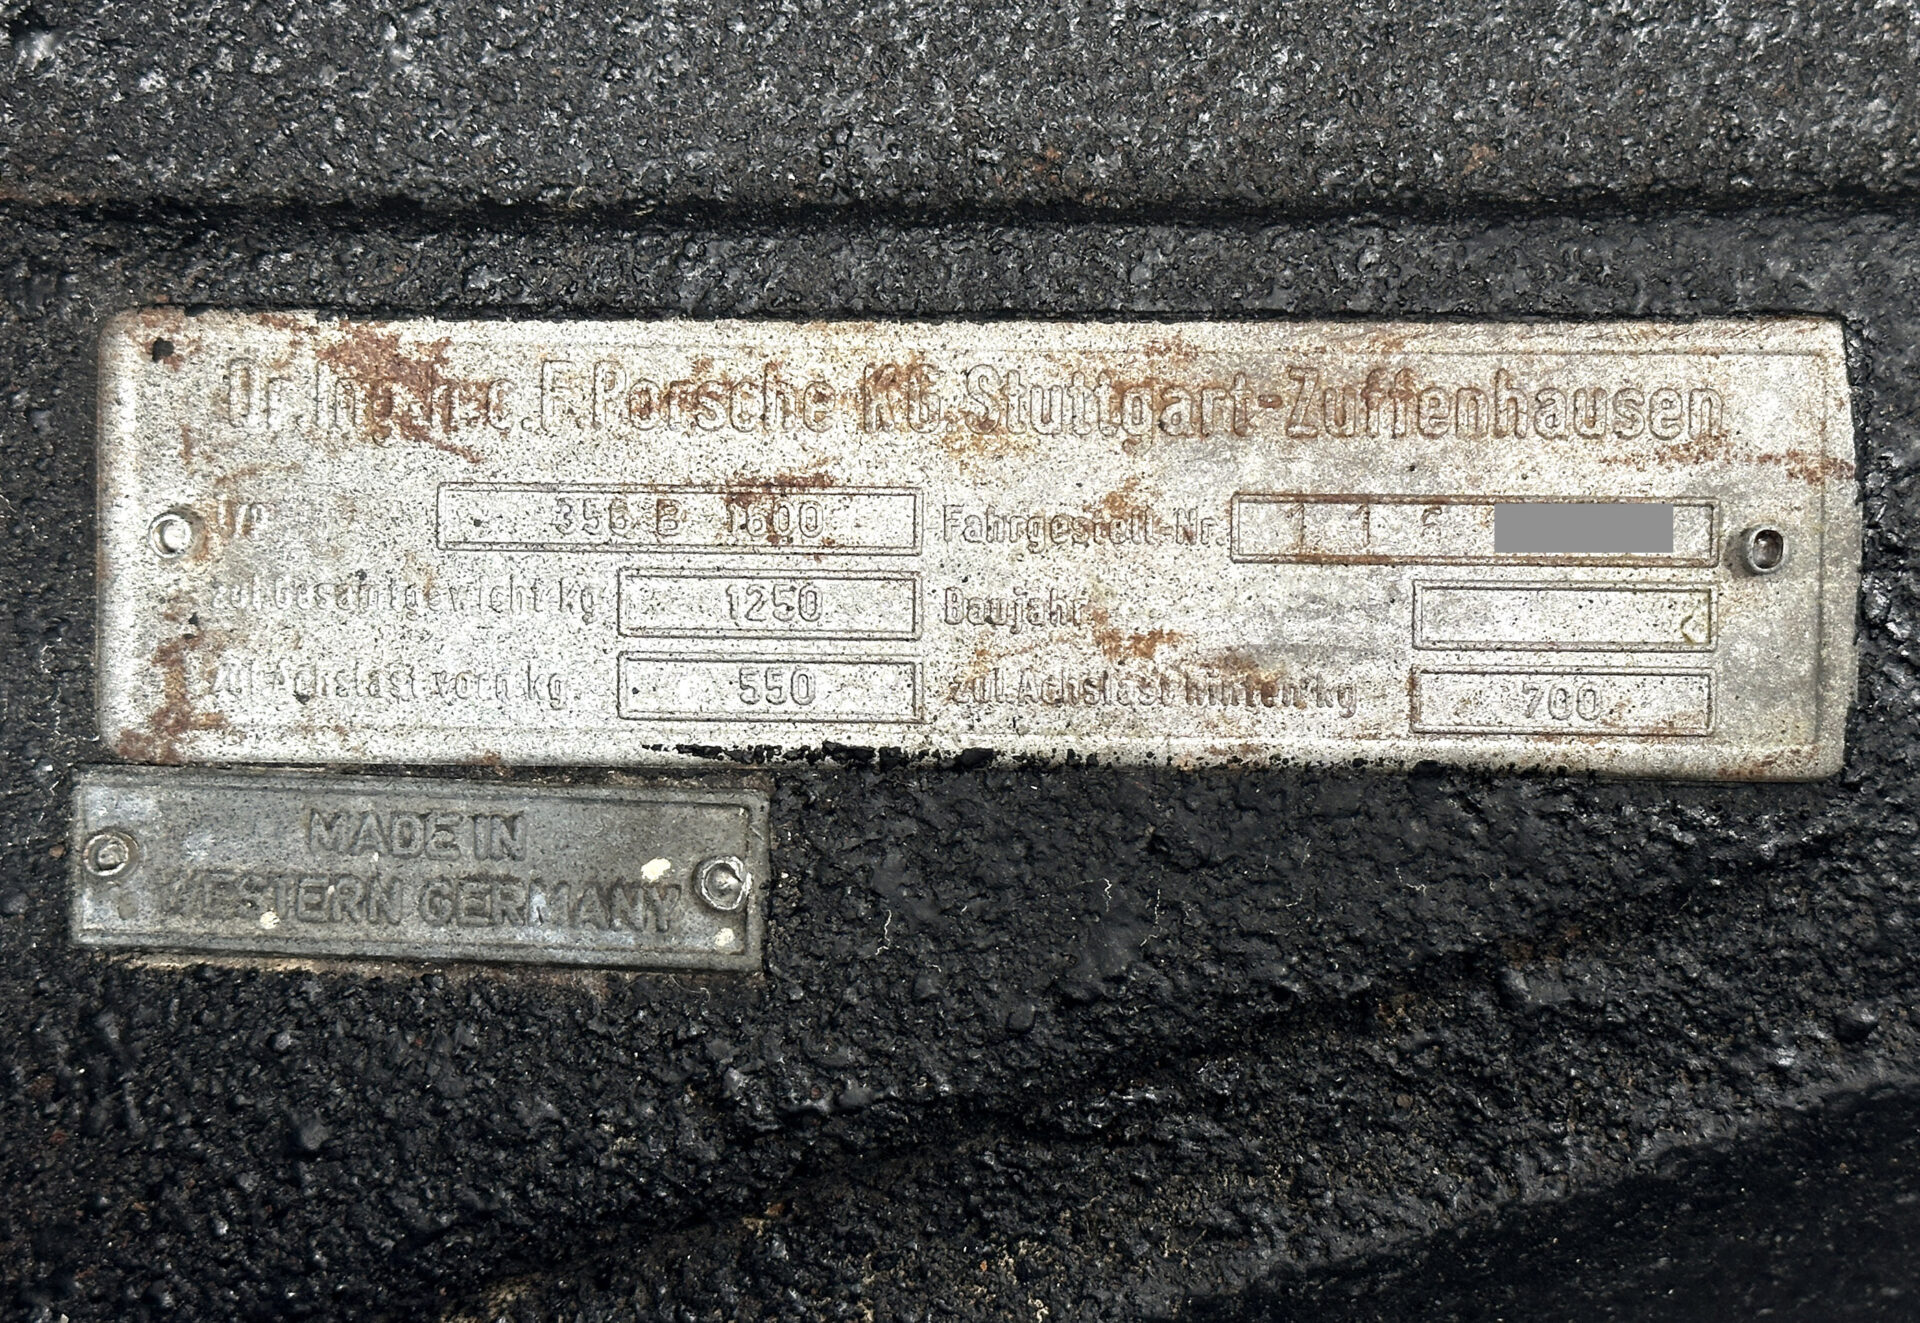 Dr.Ing.h.c.F.Porsche KG.Stuttgart-Zuffenhausen
Typ 356 B 1600 Fahrgestell-Nr. 1 1
zul.Gesamtgewicht kg 1250 Baujahr
zul.Achslast vorn kg 550 zul.Achslast hinten kg 700
MADE IN
WESTERN GERMANY